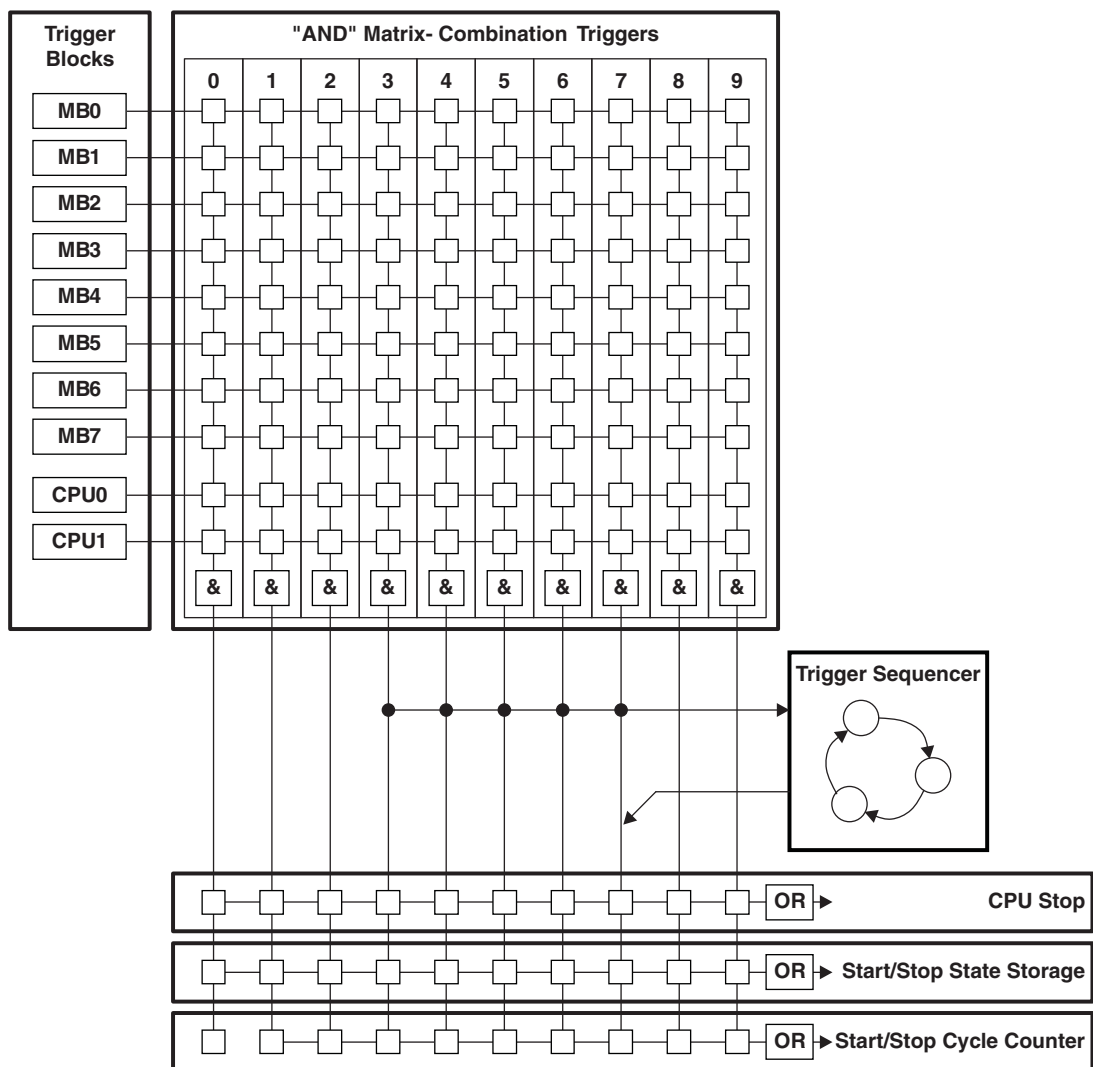 Trigger
Blocks
"AND" Matrix- Combination Triggers
0 1 2 3 4 5 6 7 8 9
MB0
MB1
MB2
MB3
MB4
MB5
MB6
MB7
CPU0
CPU1
& & & & & & & & & &
Trigger Sequencer
OR CPU Stop
OR Start/Stop State Storage
OR Start/Stop Cycle Counter